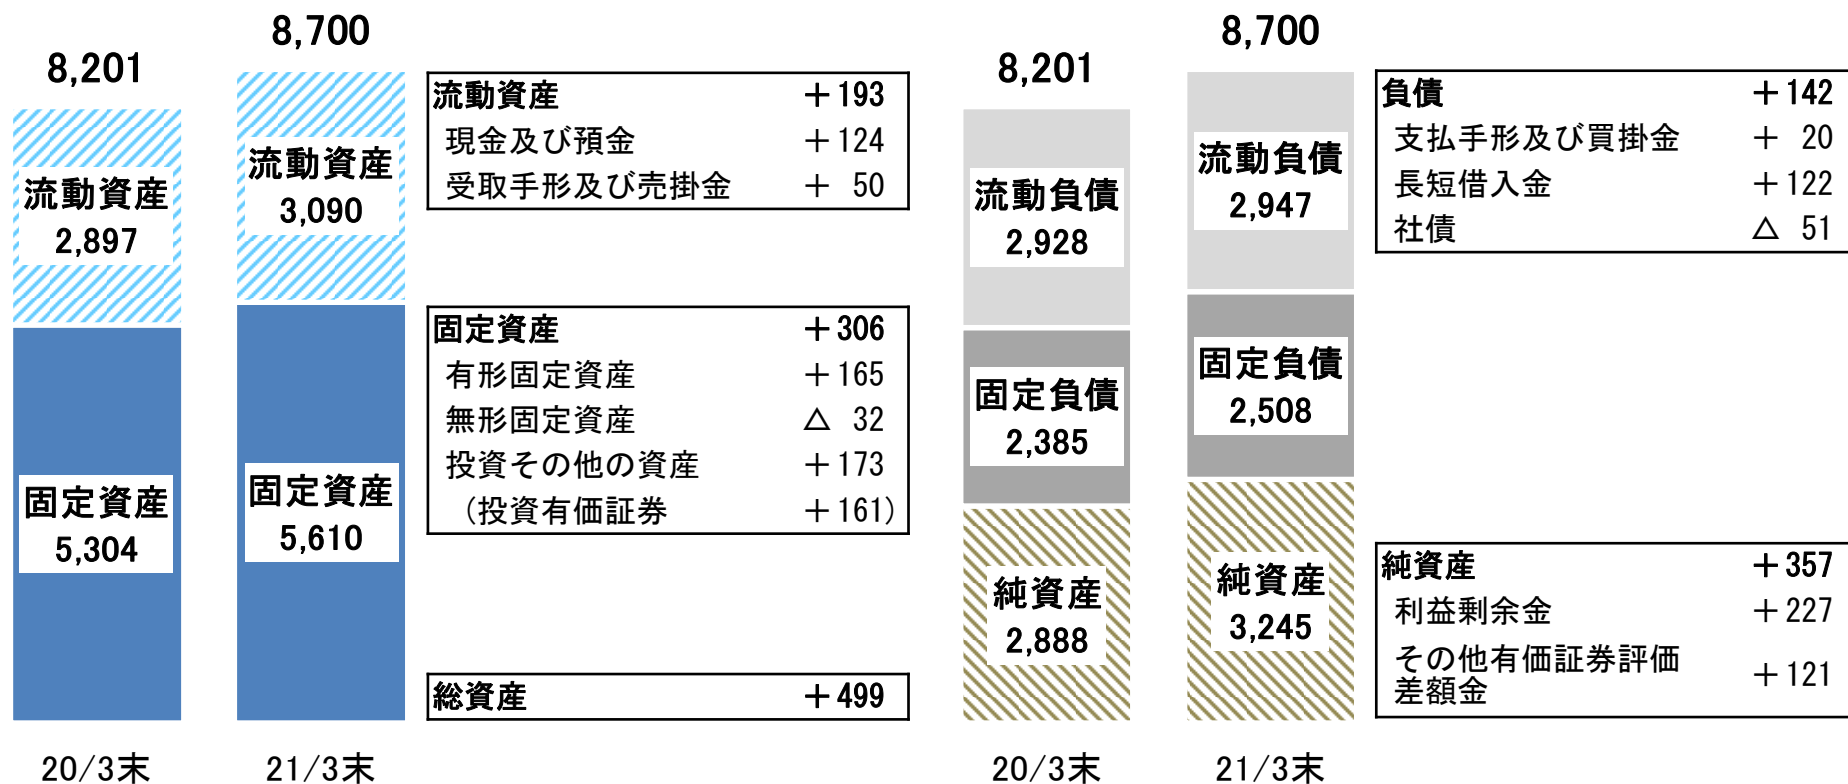 8,201
8,700
流動資産
2,897
流動資産
3,090
固定資産
5,304
固定資産
5,610
20/3末
21/3末
流動資産 +193
現金及び預金 +124
受取手形及び売掛金 + 50
固定資産 +306
有形固定資産 +165
無形固定資産 △ 32
投資その他の資産 +173
(投資有価証券 +161)
総資産 +499
8,201
8,700
流動負債
2,928
流動負債
2,947
固定負債
2,385
固定負債
2,508
純資産
2,888
純資産
3,245
20/3末
21/3末
負債 +142
支払手形及び買掛金 + 20
長短借入金 +122
社債 △ 51
純資産 +357
利益剰余金 +227
その他有価証券評価
差額金 +121